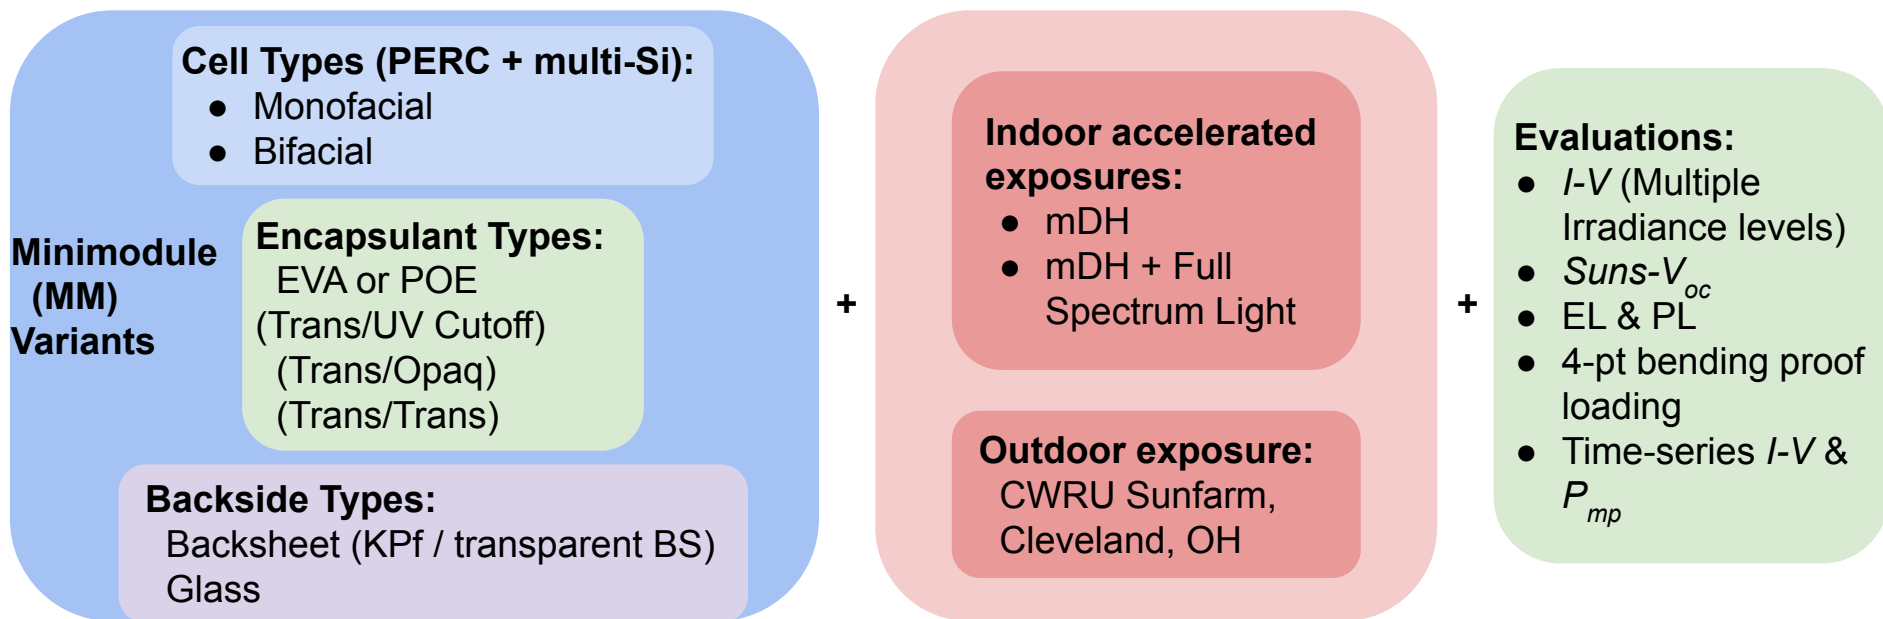 Cell Types (PERC + multi-Si):
● Monofacial
● Bifacial
Minimodule
(MM)
Variants
Encapsulant Types:
EVA or POE
(Trans/UV Cutoff)
(Trans/Opaq)
(Trans/Trans)
Backside Types:
Backsheet (KPf / transparent BS)
Glass
+
Indoor accelerated
exposures:
● mDH
● mDH + Full
Spectrum Light
Outdoor exposure:
CWRU Sunfarm,
Cleveland, OH
+
Evaluations:
● I-V (Multiple
Irradiance levels)
● Suns-Voc
● EL & PL
● 4-pt bending proof
loading
● Time-series I-V &
Pmp